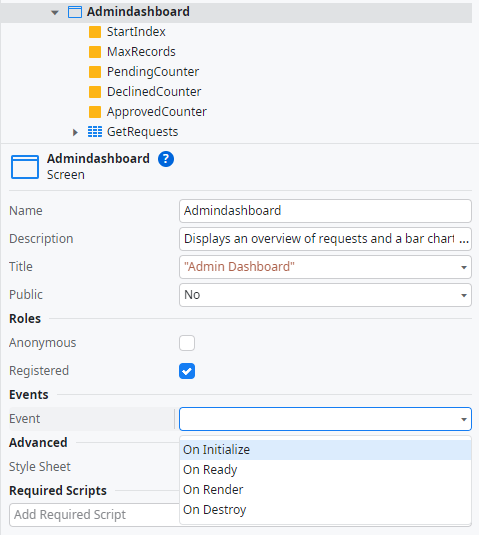 Admindashboard
StartIndex
MaxRecords
PendingCounter
DeclinedCounter
ApprovedCounter
GetRequests
Admindashboard ?
Screen
Name Admindashboard
Description Displays an overview of requests and a bar chart ...
Title "Admin Dashboard"
Public No
Roles
Anonymous
Registered
Events
Event
Advanced
On Initialize
Style Sheet On Ready
Required Scripts On Render
Add Required Script On Destroy